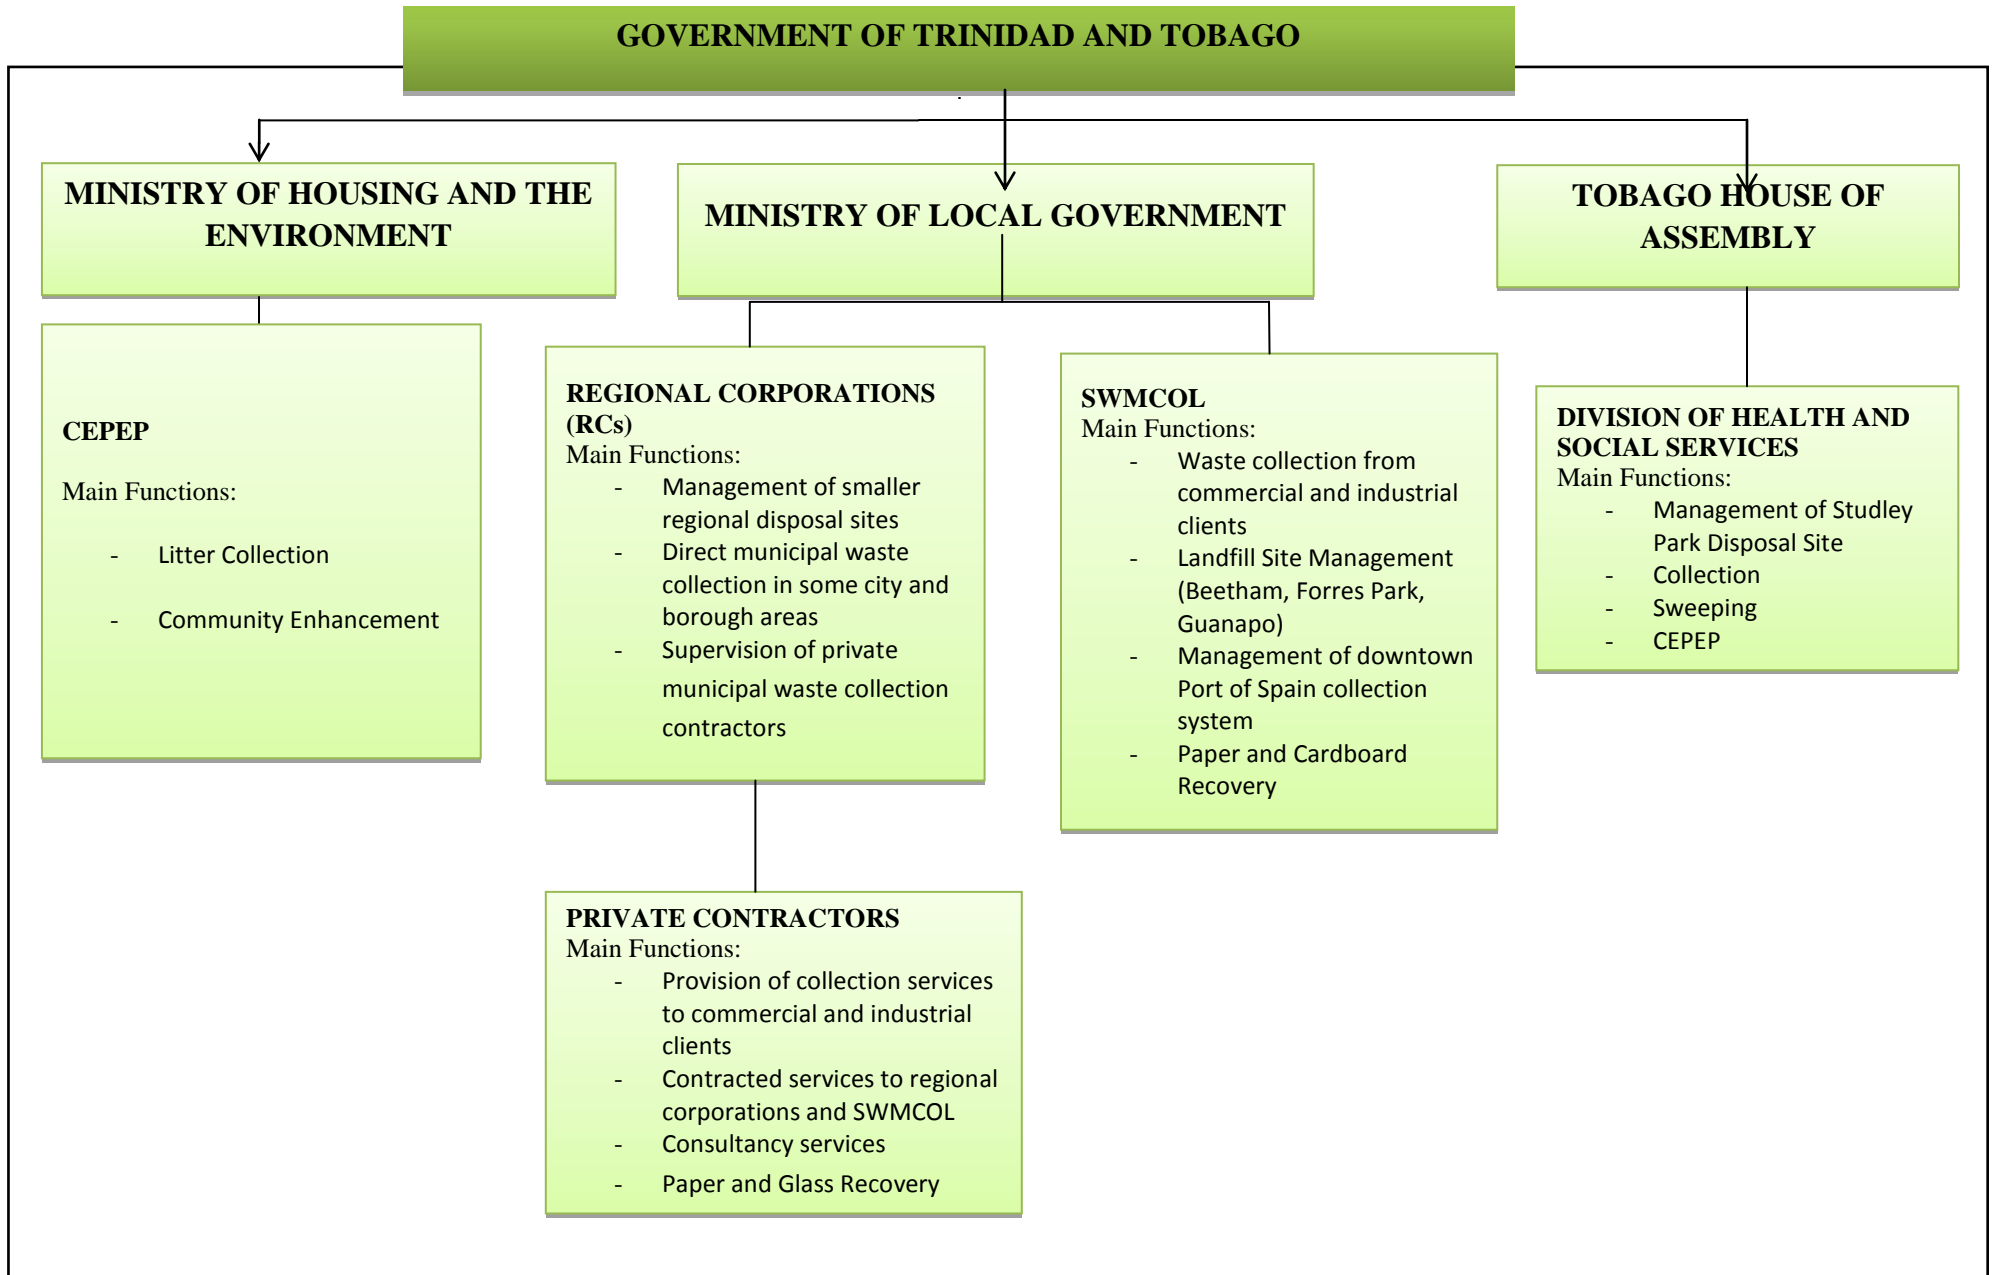 GOVERNMENT OF TRINIDAD AND TOBAGO
MINISTRY OF HOUSING AND THE
ENVIRONMENT
MINISTRY OF LOCAL GOVERNMENT
TOBAGO HOUSE OF
ASSEMBLY
CEPEP
Main Functions:
- Litter Collection
- Community Enhancement
REGIONAL CORPORATIONS
(RCs)
Main Functions:
- Management of smaller
regional disposal sites
- Direct municipal waste
collection in some city and
borough areas
- Supervision of private
municipal waste collection
contractors
SWMCOL
Main Functions:
- Waste collection from
commercial and industrial
clients
- Landfill Site Management
(Beetham, Forres Park,
Guanapo)
- Management of downtown
Port of Spain collection
system
- Paper and Cardboard
Recovery
DIVISION OF HEALTH AND
SOCIAL SERVICES
Main Functions:
- Management of Studley
Park Disposal Site
- Collection
- Sweeping
- CEPEP
PRIVATE CONTRACTORS
Main Functions:
- Provision of collection services
to commercial and industrial
clients
- Contracted services to regional
corporations and SWMCOL
- Consultancy services
- Paper and Glass Recovery